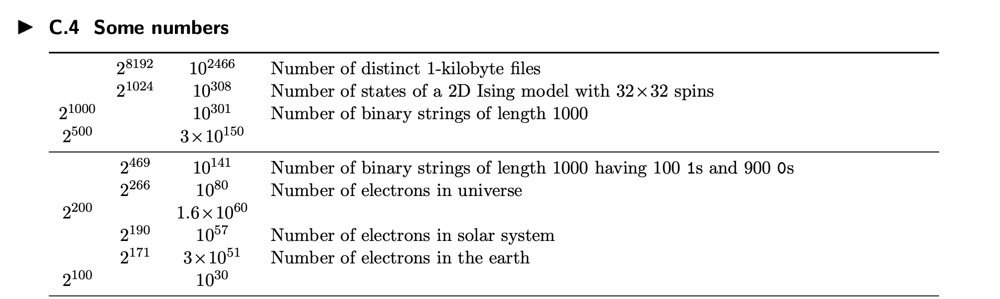 ▶ C.4 Some numbers
2^8192 10^2466 Number of distinct 1-kilobyte files
2^1024 10^308 Number of states of a 2D Ising model with 32×32 spins
2^1000 10^301 Number of binary strings of length 1000
2^500 3×10^150
2^469 10^141 Number of binary strings of length 1000 having 100 1s and 900 0s
2^266 10^80 Number of electrons in universe
2^200 1.6×10^60
2^190 10^57 Number of electrons in solar system
2^171 3×10^51 Number of electrons in the earth
2^100 10^30